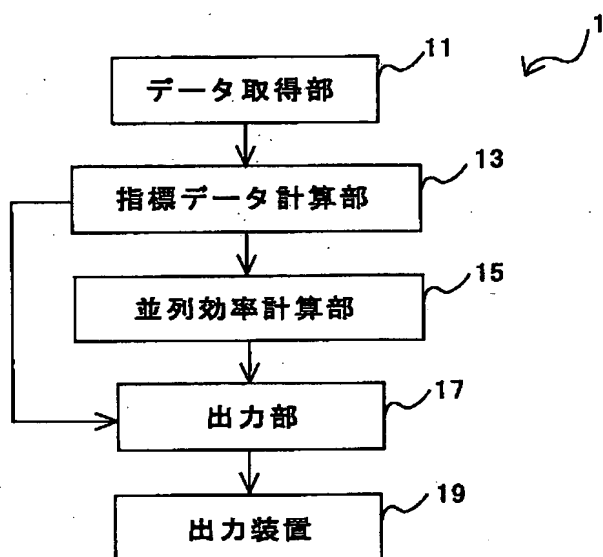 1
11
データ取得部
13
指標データ計算部
15
並列効率計算部
17
出力部
19
出力装置